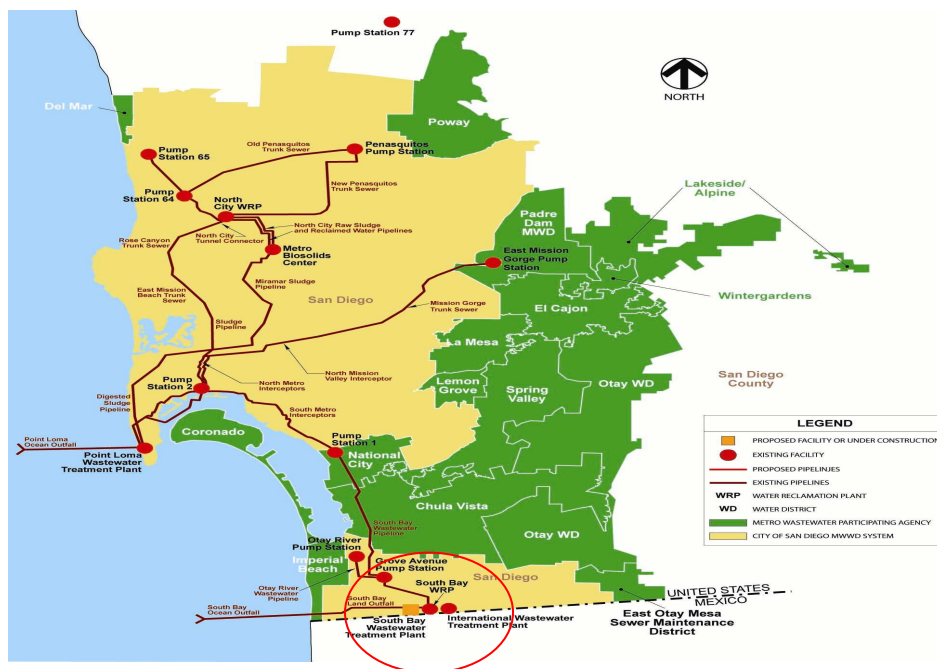 Pump Station 77
NORTH
Del Mar
Poway
Pump
Station 65
Old Penasquitos
Trunk Sewer
Penasquitos
Pump Station
New Penasquitos
Trunk Sewer
Pump
Station 64
North
City WRP
North City Raw Sludge
and Reclaimed Water Pipelines
North City
Tunnel Connector
Rose Canyon
Trunk Sewer
Metro
Biosolids
Center
Padre
Dam
MWD
Lakeside/
Alpine
East Mission
Gorge Pump
Station
Miramar Sludge
Pipeline
East Mission
Beach Trunk
Sewer
San Diego
Mission Gorge
Trunk Sewer
Wintergardens
El Cajon
Sludge
Pipeline
La Mesa
North Mission
Valley Interceptor
Pump
Station 2
North Metro
Interceptors
Lemon
Grove
Spring
Valley
Otay WD
San Diego
County
Digested
Sludge
Pipeline
South Metro
Interceptors
Coronado
Point Loma
Ocean Outfall
Point Loma
Wastewater
Treatment Plant
Pump
Station 1
National
City
LEGEND
PROPOSED FACILITY OR UNDER CONSTRUCTION
EXISTING FACILITY
PROPOSED PIPELINIES
EXISTING PIPELINES
WRP WATER RECLAMATION PLANT
WD WATER DISTRICT
METRO WASTEWATER PARTICIPATING AGENCY
CITY OF SAN DIEGO MWWD SYSTEM
Chula Vista
South Bay
Wastewater
Pipeline
Otay WD
Otay River
Pump Station
Imperial
Beach
Grove Avenue
Pump Station
San Diego
Otay River
Wastewater
Pipeline
South Bay
WRP
South Bay
Land Outfall
South Bay
Ocean Outfall
UNITED STATES
MEXICO
South Bay
Wastewater
Treatment Plant
International Wastewater
Treatment Plant
East Otay Mesa
Sewer Maintenance
District